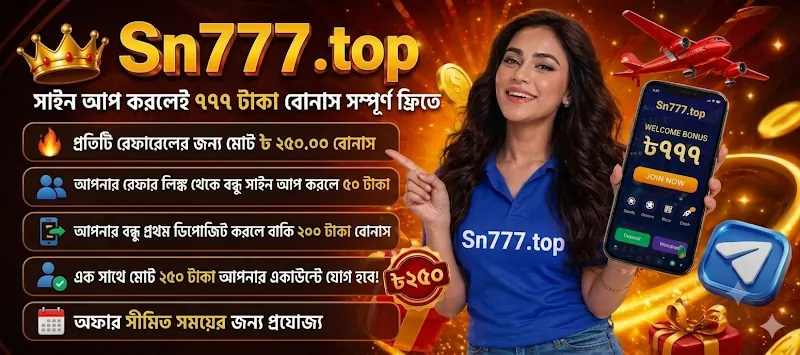 Sn777.top
সাইন আপ করলেই ৭৭৭ টাকা বোনাস সম্পূর্ণ ফ্রিতে
প্রতিটি রেফারেলের জন্য মোট ৳ ২৫০.০০ বোনাস
আপনার রেফার লিঙ্ক থেকে বন্ধু সাইন আপ করলে ৫০ টাকা
আপনার বন্ধু প্রথম ডিপোজিট করলে বাকি ২০০ টাকা বোনাস
এক সাথে মোট ২৫০ টাকা আপনার একাউন্টে যোগ হবে!
৳২৫০
অফার সীমিত সময়ের জন্য প্রযোজ্য
Sn777.top
Sn777.top
WELCOME BONUS
৳৭৭৭
JOIN NOW
Sports
Deposit